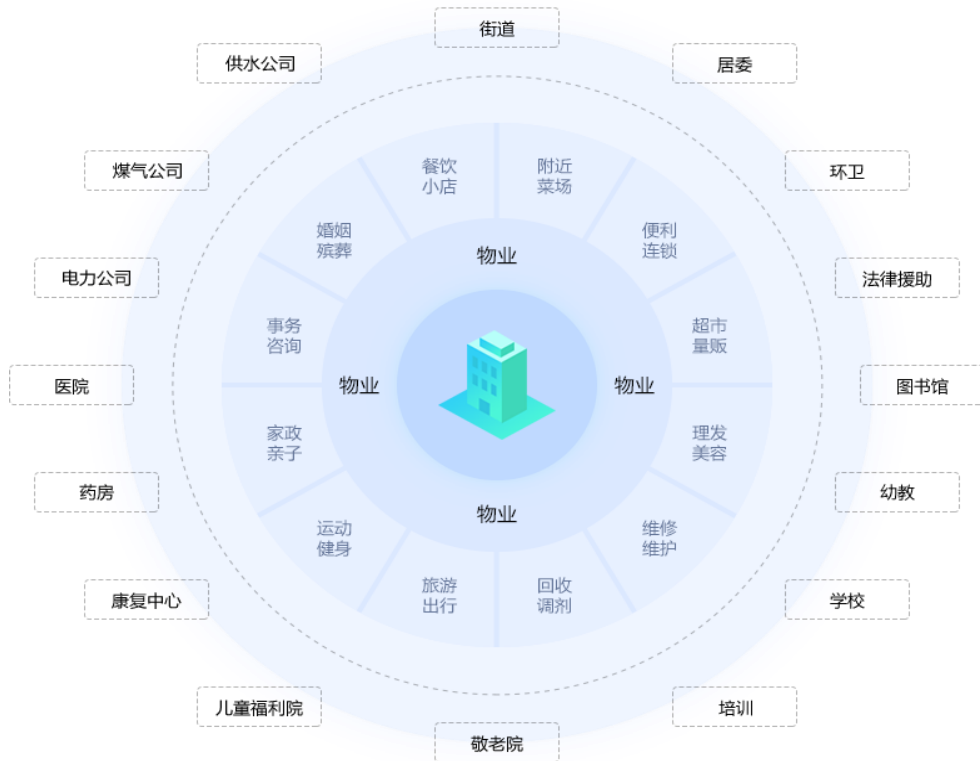 街道
供水公司
居委
煤气公司
环卫
餐饮
小店
附近
菜场
婚姻
殡葬
便利
连锁
物业
电力公司
法律援助
事务
咨询
超市
量贩
医院
物业
物业
图书馆
家政
亲子
理发
美容
药房
幼教
物业
运动
健身
维修
维护
旅游
出行
回收
调剂
康复中心
学校
儿童福利院
培训
敬老院